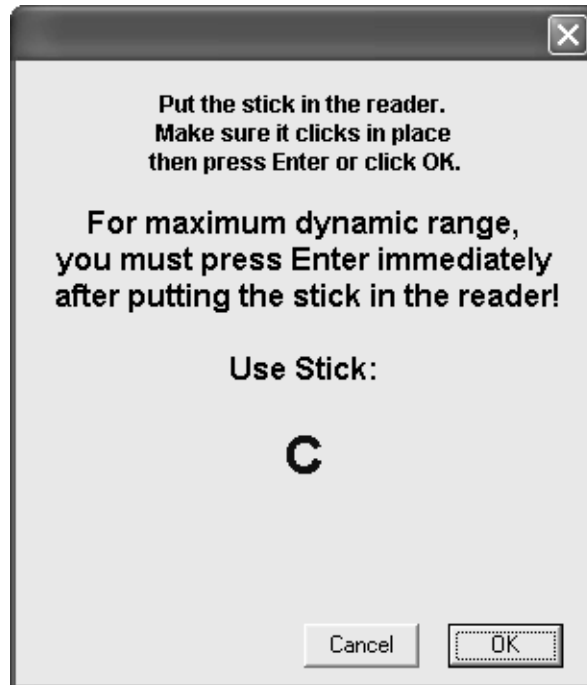 Put the stick in the reader.
Make sure it clicks in place
then press Enter or click OK.
For maximum dynamic range,
you must press Enter immediately
after putting the stick in the reader!
Use Stick:
C
Cancel OK